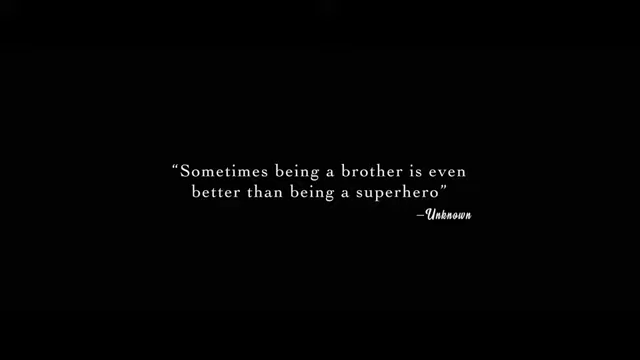 “Sometimes being a brother is even
better than being a superhero”
–Unknown